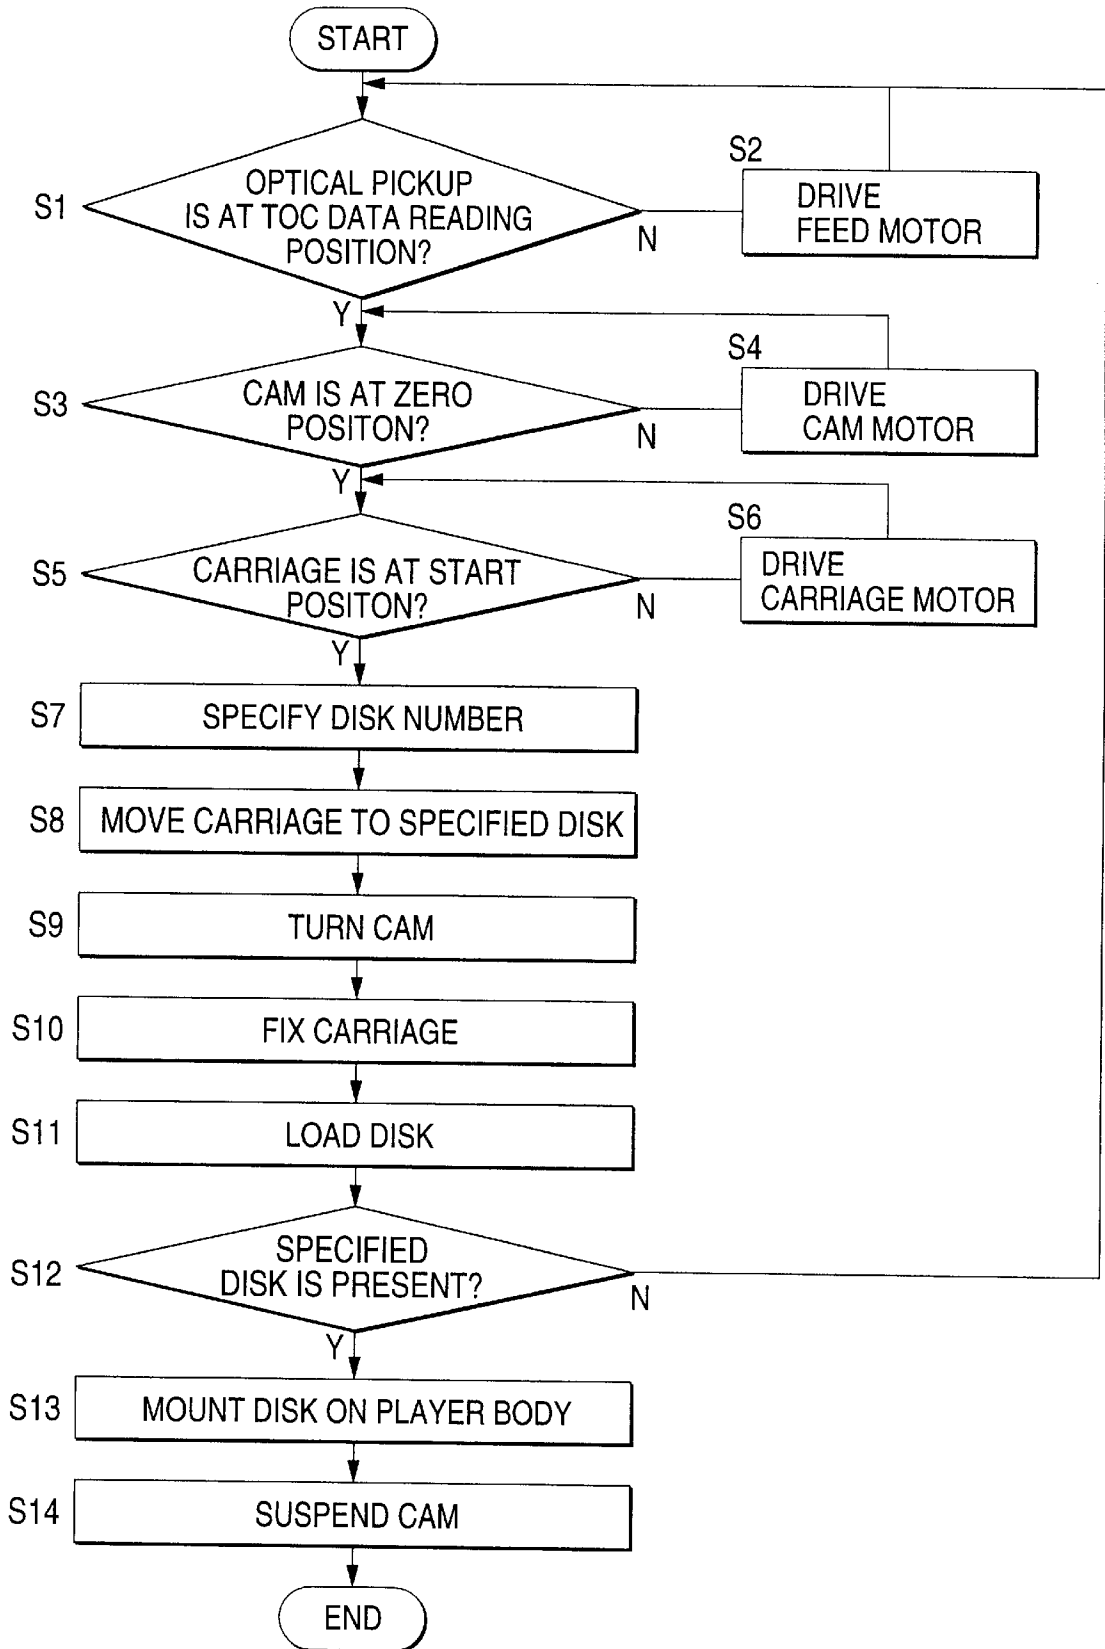 START
S1
OPTICAL PICKUP
IS AT TOC DATA READING
POSITION?
N
Y
S2
DRIVE
FEED MOTOR
S3
CAM IS AT ZERO
POSITON?
N
Y
S4
DRIVE
CAM MOTOR
S5
CARRIAGE IS AT START
POSITON?
N
Y
S6
DRIVE
CARRIAGE MOTOR
S7
SPECIFY DISK NUMBER
S8
MOVE CARRIAGE TO SPECIFIED DISK
S9
TURN CAM
S10
FIX CARRIAGE
S11
LOAD DISK
S12
SPECIFIED
DISK IS PRESENT?
N
Y
S13
MOUNT DISK ON PLAYER BODY
S14
SUSPEND CAM
END